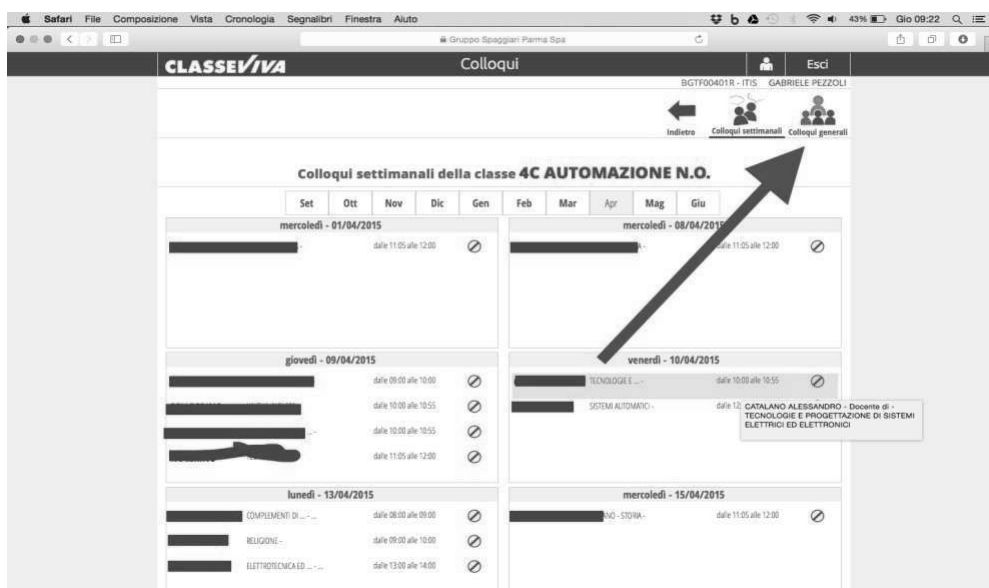 Safari File Composizione Vista Cronologia Segnalibri Finestra Aiuto 43% Gio 09:22
Gruppo Spaggiari Parma Spa
CLASSEVIVA Colloqui Esci
BGTF00401R - ITIS GABRIELE PEZZOLI
Indietro Colloqui settimanali Colloqui generali
Colloqui settimanali della classe 4C AUTOMAZIONE N.O.
Set Ott Nov Dic Gen Feb Mar Apr Mag Giu
mercoledì - 01/04/2015 mercoledì - 08/04/2015
dalle 11:05 alle 12:00 dalle 11:05 alle 12:00
giovedì - 09/04/2015 venerdì - 10/04/2015
dalle 09:00 alle 10:00 TECNOLOGIE E ... - dalle 10:00 alle 10:55
dalle 10:00 alle 10:55 SISTEMI AUTOMATICI - dalle 12:
CATALANO ALESSANDRO - Docente di -
TECNOLOGIE E PROGETTAZIONE DI SISTEMI
ELETTRICI ED ELETTRONICI
dalle 10:00 alle 10:55
dalle 11:05 alle 12:00
lunedì - 13/04/2015 mercoledì - 15/04/2015
COMPLEMENTI DI ... - ... dalle 08:00 alle 09:00 ANO - STORIA - dalle 11:05 alle 12:00
RELIGIONE - dalle 09:00 alle 10:00
ELETTROTECNICA ED ... - ... dalle 13:00 alle 14:00